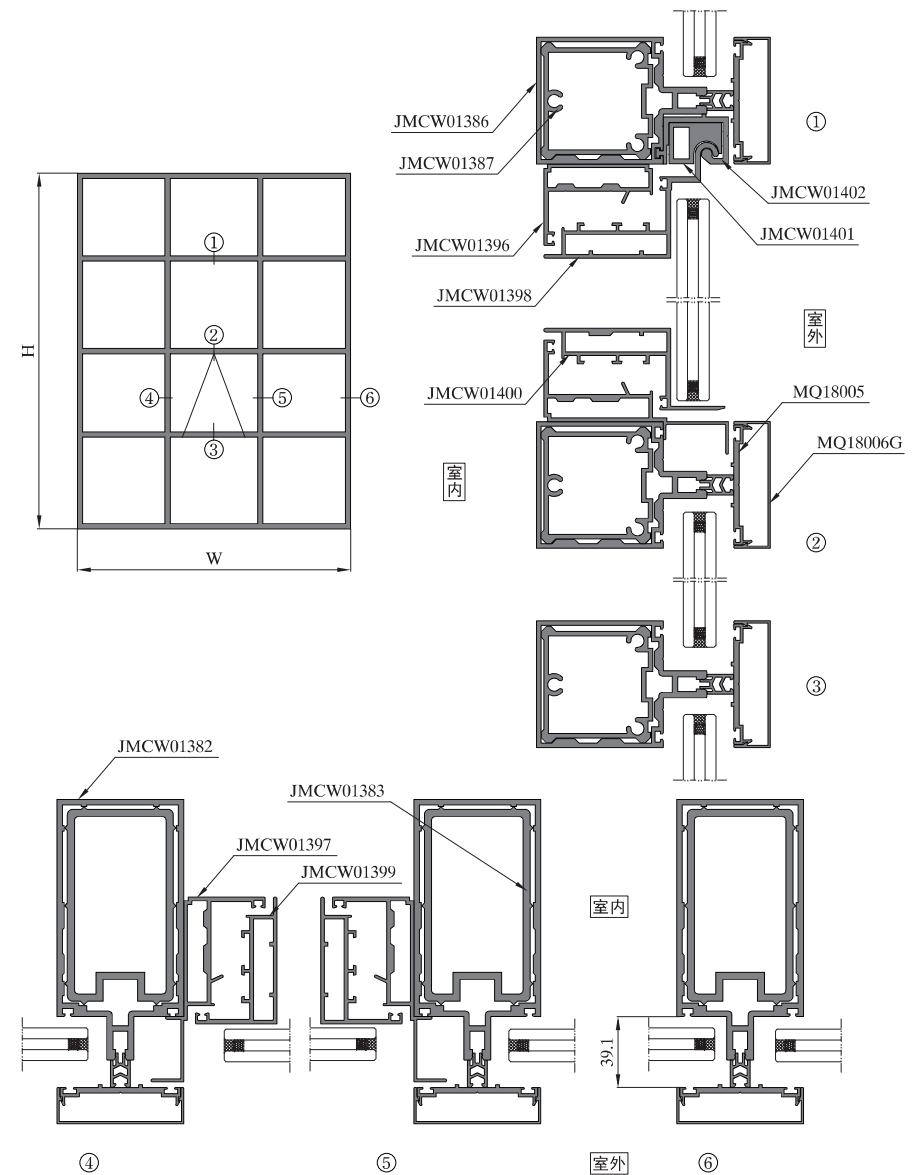 JMCW01386
①
JMCW01387
JMCW01402
JMCW01401
JMCW01396
①
JMCW01398
室外
H
②
JMCW01400
MQ18005
④
⑤
⑥
③
MQ18006G
室内
②
W
③
JMCW01382
JMCW01383
JMCW01397
JMCW01399
室内
39.1
④
⑤
室外
⑥